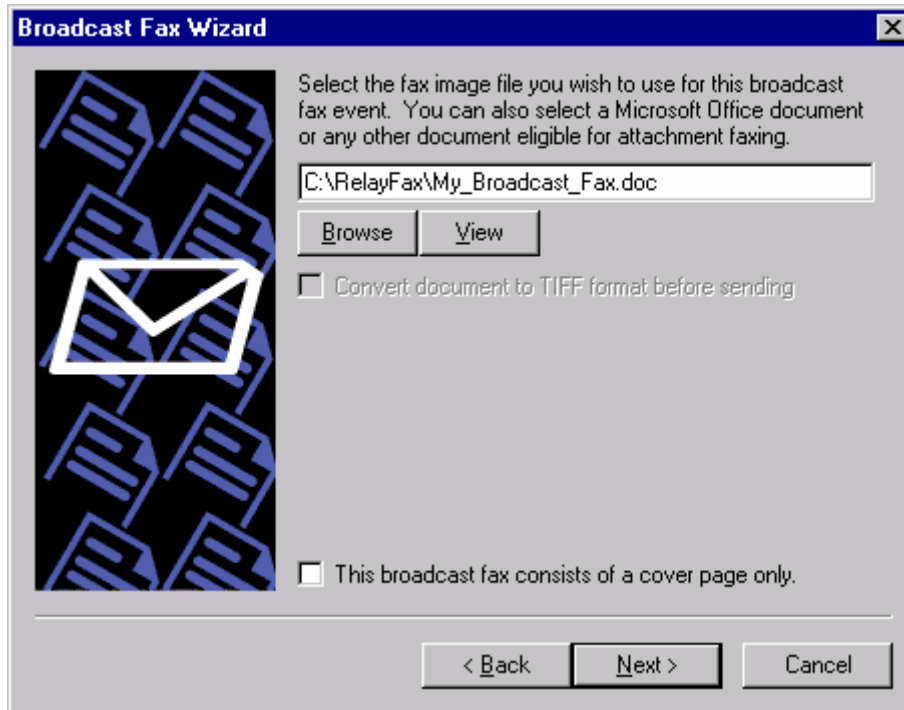 Broadcast Fax Wizard
Select the fax image file you wish to use for this broadcast
fax event.  You can also select a Microsoft Office document
or any other document eligible for attachment faxing.
C:\RelayFax\My_Broadcast_Fax.doc
Browse View
Convert document to TIFF format before sending
This broadcast fax consists of a cover page only.
< Back Next > Cancel